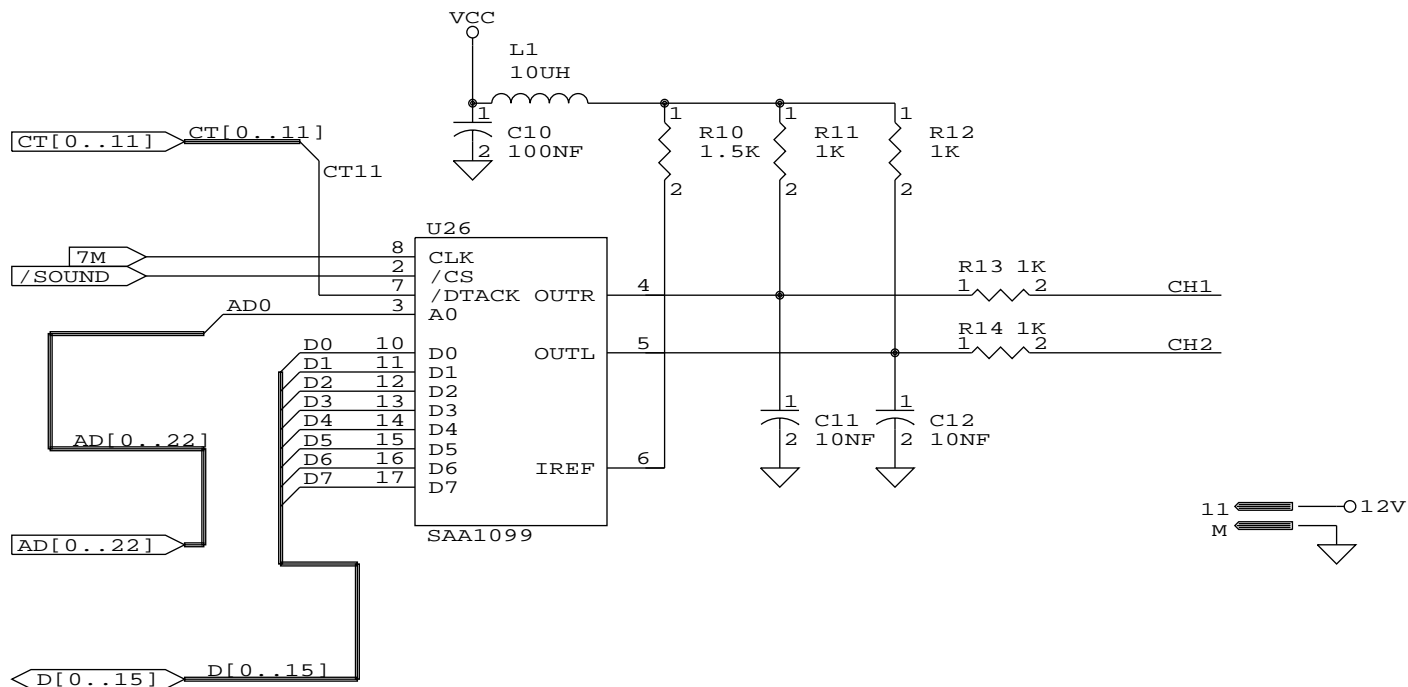 VCC
L1
10UH
CT[0..11]
CT[0..11]
CT11
1
C10
2
100NF
1
R10
1.5K
2
1
R11
1K
2
1
R12
1K
2
U26
7M
8
CLK
/SOUND
2
/CS
7
/DTACK
OUTR
4
R13 1K
1
2
CH1
AD0
3
A0
D0
10
D0
OUTL
5
R14 1K
1
2
CH2
D1
11
D1
D2
12
D2
D3
13
D3
D4
14
D4
D5
15
D5
D6
16
D6
IREF
6
D7
17
D7
1
C11
2
10NF
1
C12
2
10NF
AD[0..22]
AD[0..22]
SAA1099
11
12V
M
D[0..15]
D[0..15]